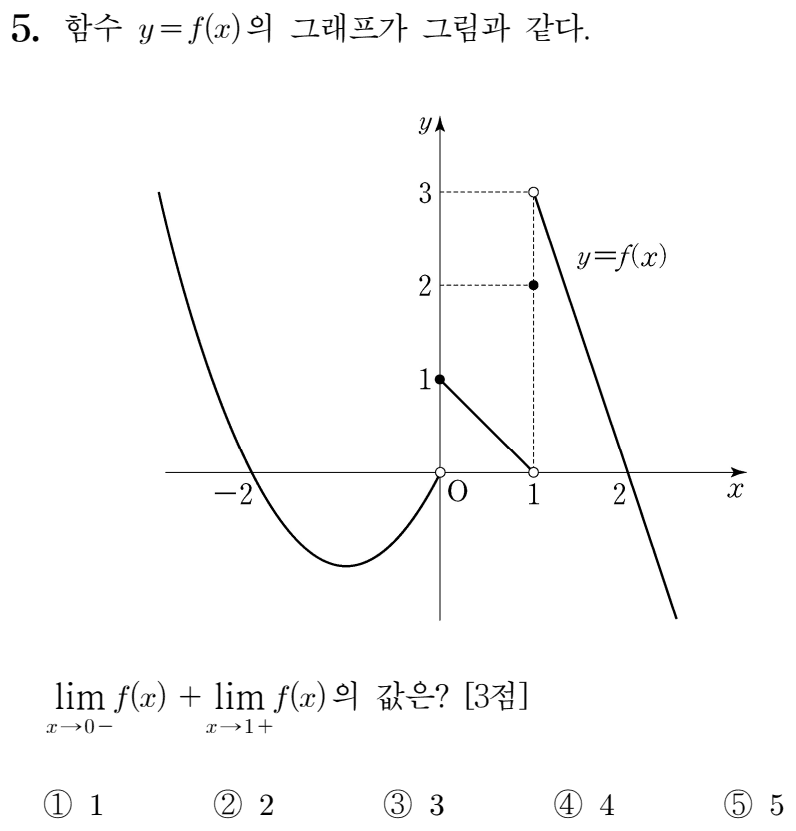 5. 함수 y=f(x)의 그래프가 그림과 같다.
y
3
y=f(x)
2
1
−2
O
1
2
x
lim f(x) + lim f(x)의 값은? [3점]
x→0− x→1+
① 1 ② 2 ③ 3 ④ 4 ⑤ 5